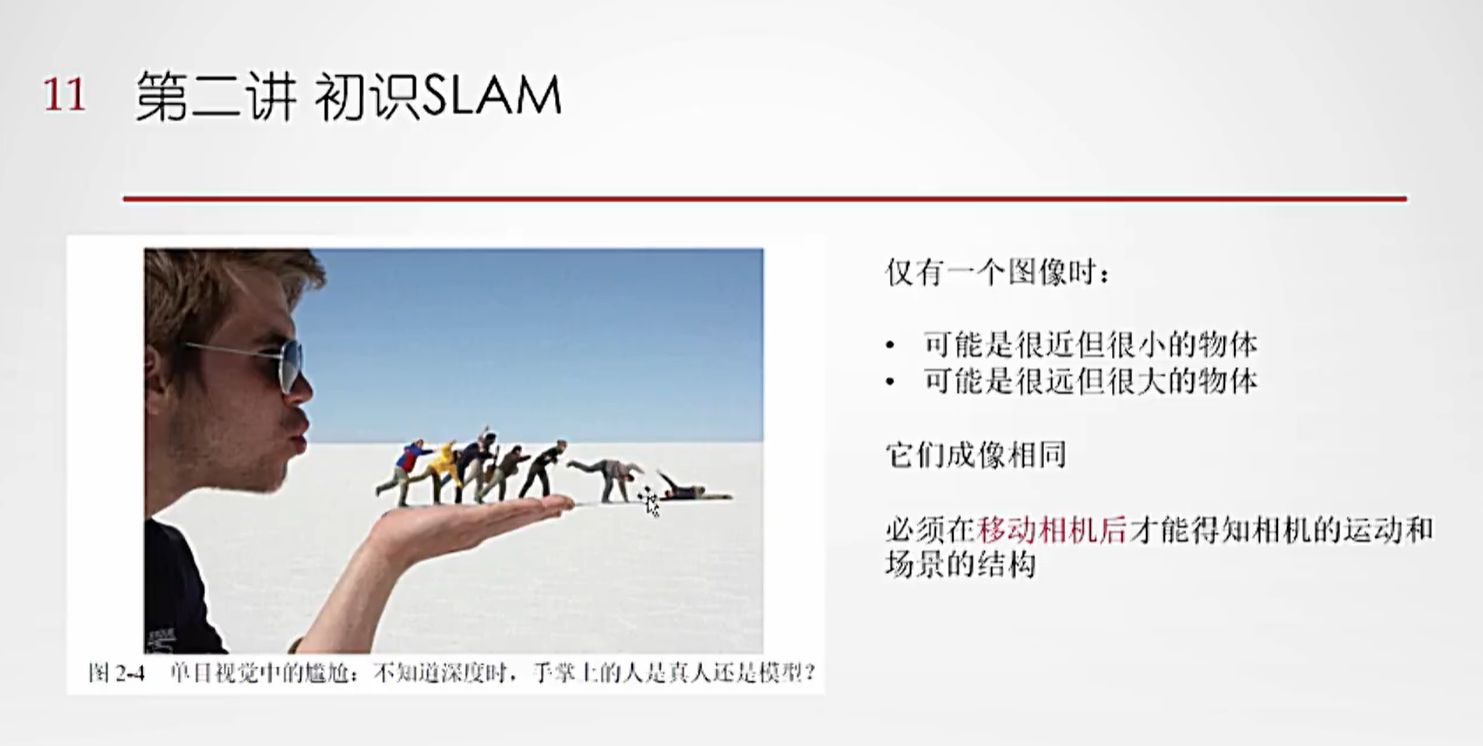 11 第二讲 初识SLAM
仅有一个图像时：
• 可能是很近但很小的物体
• 可能是很远但很大的物体
它们成像相同
必须在移动相机后才能得知相机的运动和
场景的结构
图 2-4 单目视觉中的尴尬：不知道深度时，手掌上的人是真人还是模型？